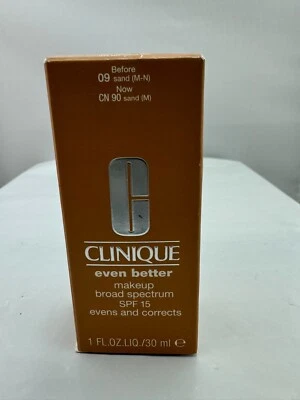 Before
09 sand (M-N)
Now
CN 90 sand (M)
CLINIQUE
even better
makeup
broad spectrum
SPF 15
evens and corrects
1 FL.OZ.LIQ./30 ml ℮